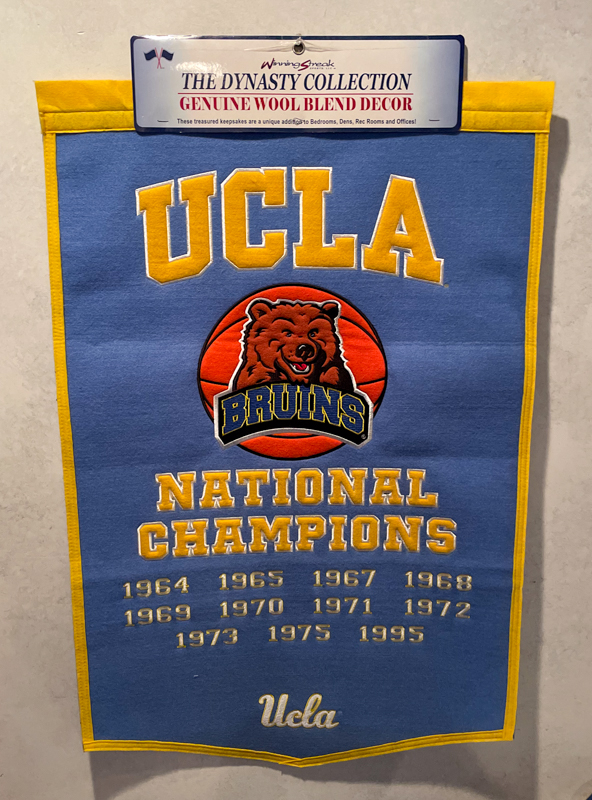 WinningStreak
THE DYNASTY COLLECTION
GENUINE WOOL BLEND DECOR
These treasured keepsakes are a unique addition to Bedrooms, Dens, Rec Rooms and Offices!
UCLA
BRUINS
NATIONAL
CHAMPIONS
1964 1965 1967 1968
1969 1970 1971 1972
1973 1975 1995
Ucla